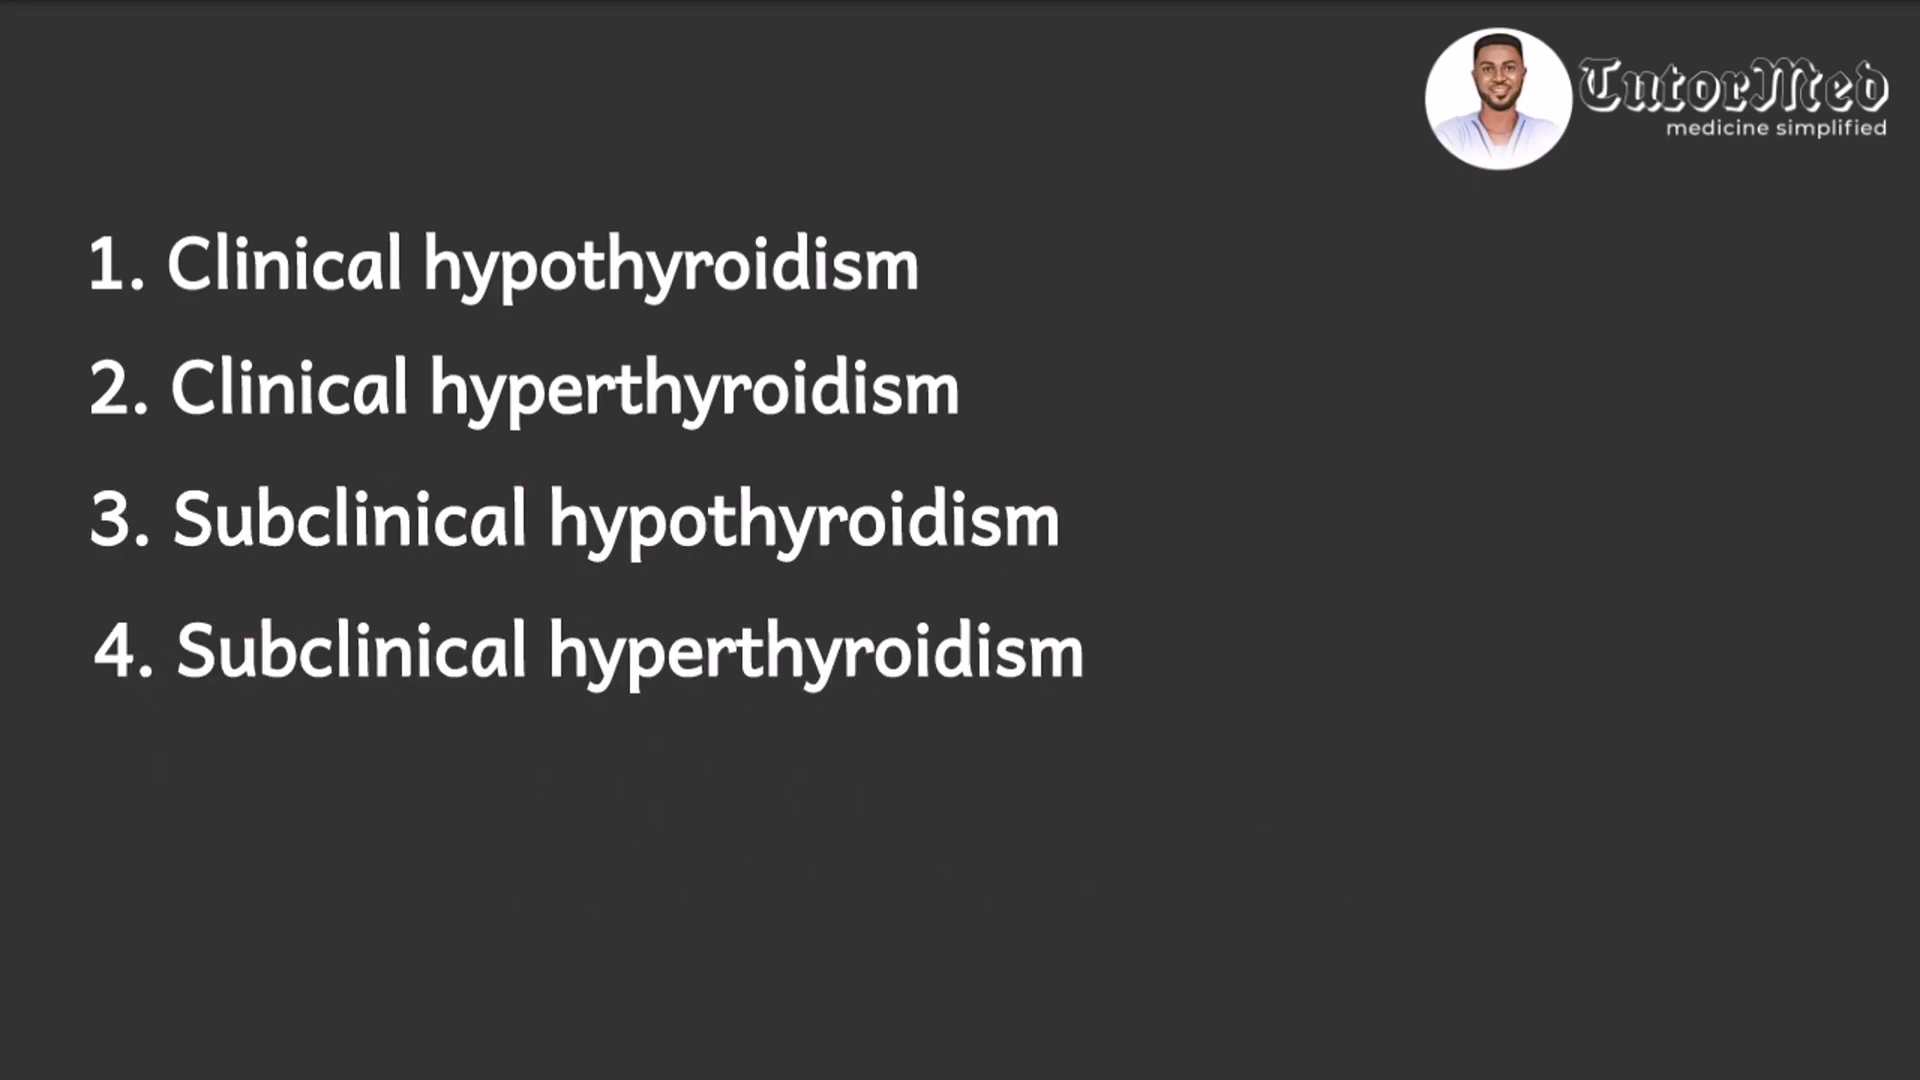 TutorMed
medicine simplified
1. Clinical hypothyroidism
2. Clinical hyperthyroidism
3. Subclinical hypothyroidism
4. Subclinical hyperthyroidism